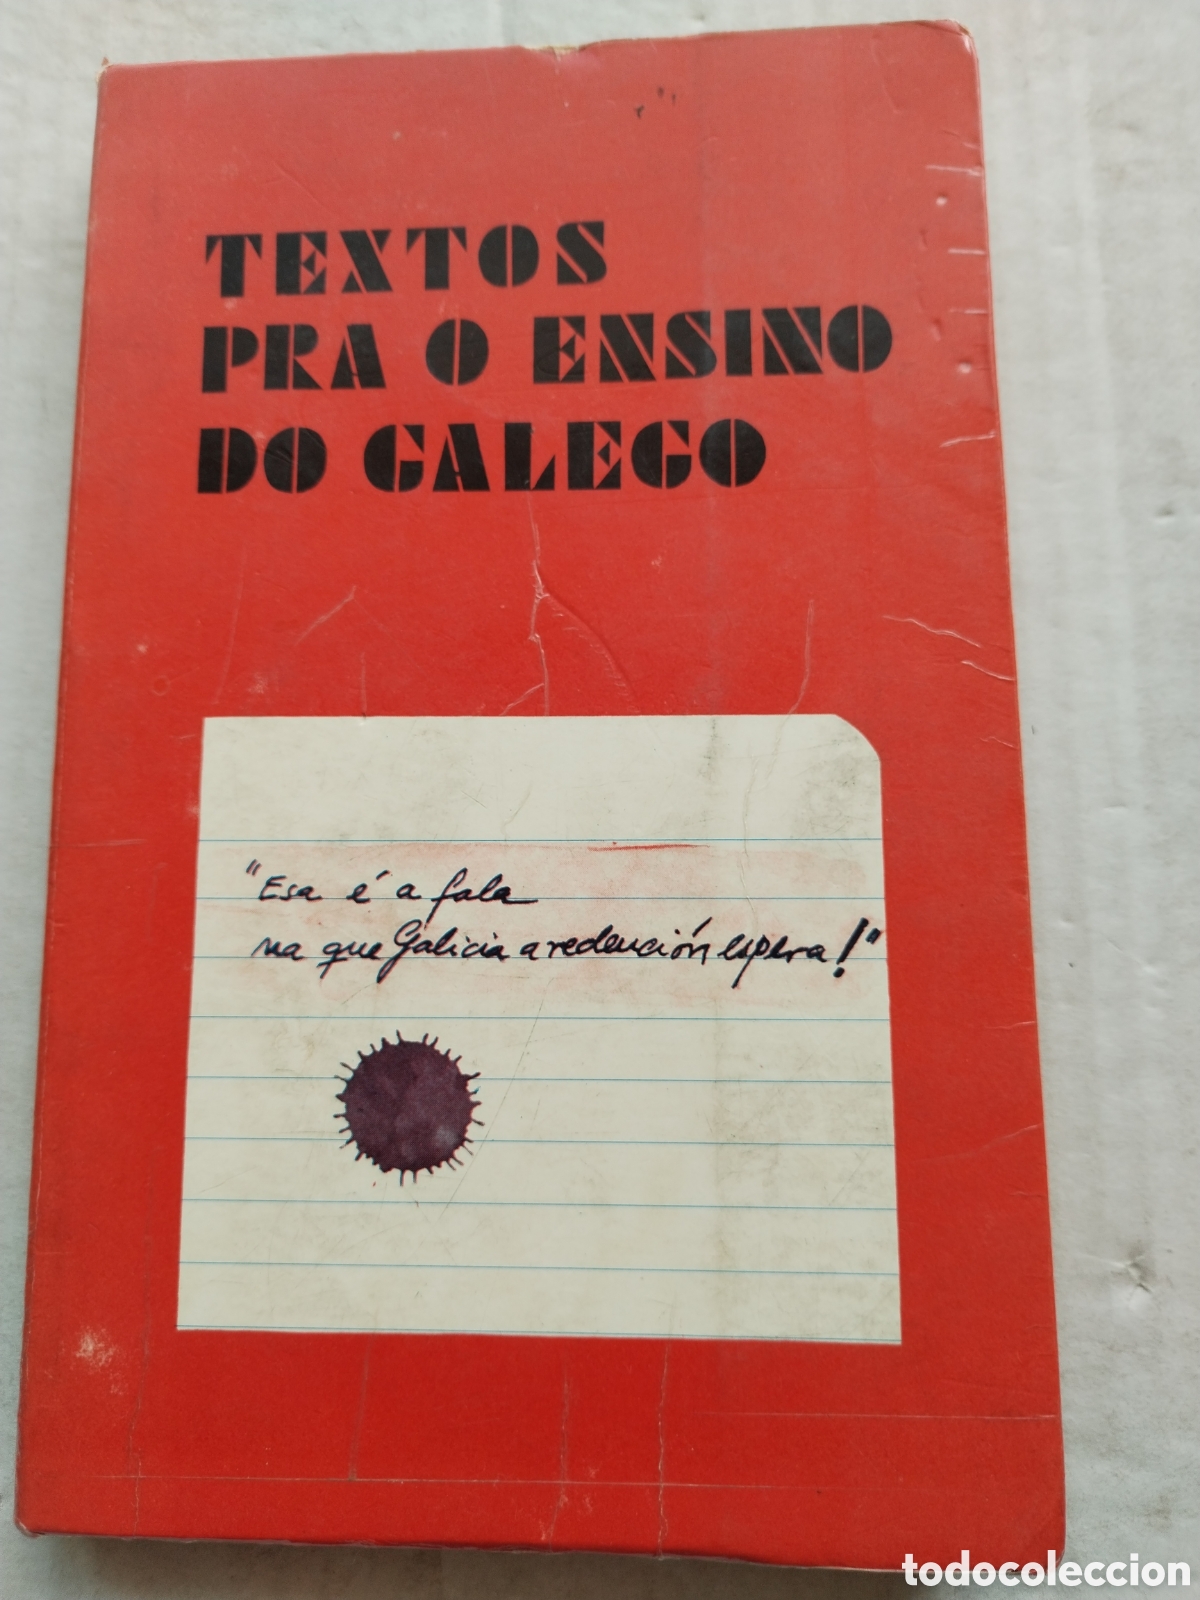 TEXTOS
PRA O ENSINO
DO GALEGO
"Esa é a fala
na que Galicia a redención espera!"
todocoleccion